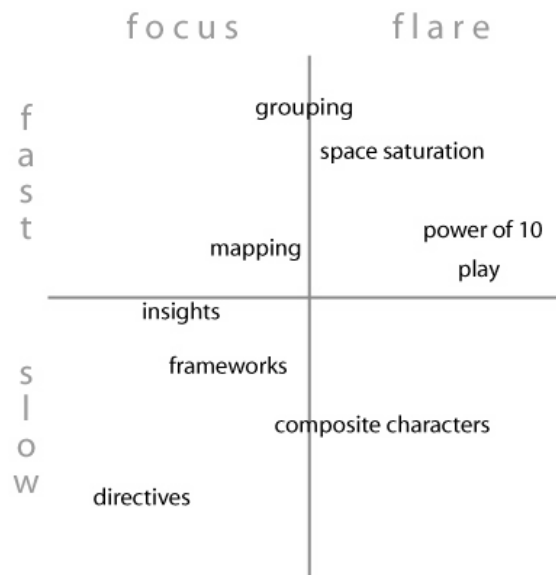 focus flare
fast
grouping
space saturation
power of 10
mapping
play
insights
slow
frameworks
composite characters
directives